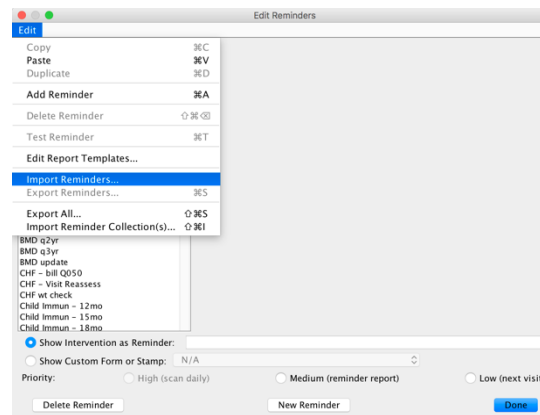 Edit Reminders
Edit
Copy ⌘C
Paste ⌘V
Duplicate ⌘D
Add Reminder ⌘A
Delete Reminder ⇧⌘⌫
Test Reminder ⌘T
Edit Report Templates...
Import Reminders...
Export Reminders... ⌘S
Export All... ⇧⌘S
Import Reminder Collection(s)... ⇧⌘I
BMD q2yr
BMD q3yr
BMD update
CHF - bill Q050
CHF - Visit Reassess
CHF wt check
Child Immun - 12mo
Child Immun - 15mo
Child Immun - 18mo
Show Intervention as Reminder:
Show Custom Form or Stamp: N/A
Priority: High (scan daily) Medium (reminder report) Low (next visit
Delete Reminder New Reminder Done